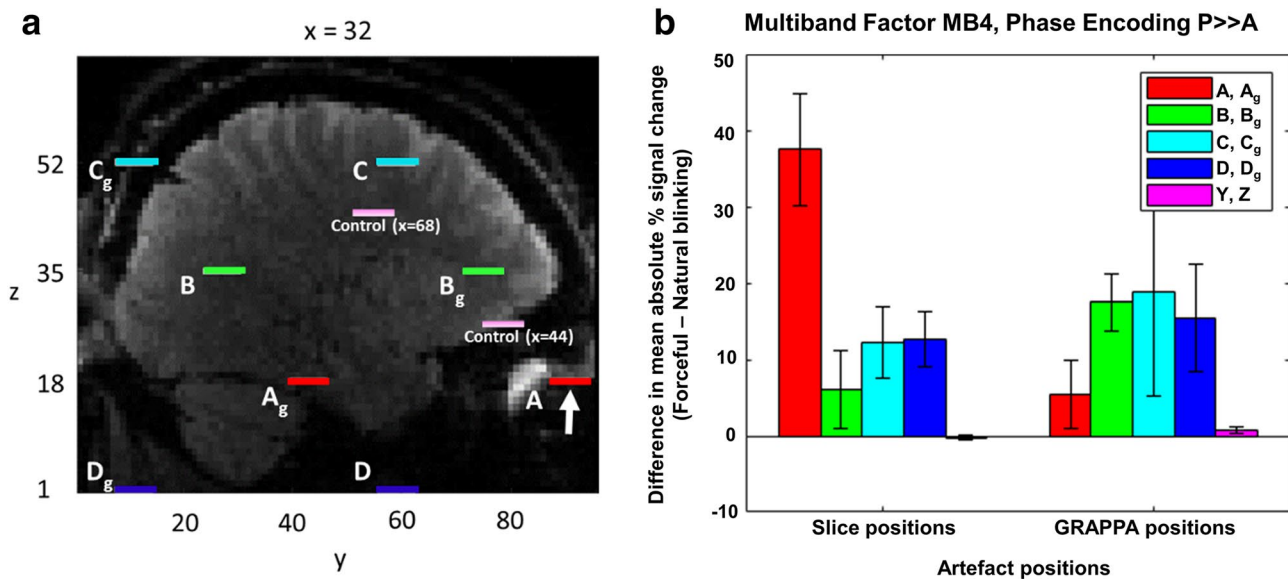 a
x = 32
z
52
35
18
1
Cg
C
Control (x=68)
B
Bg
Control (x=44)
Ag
A
Dg
D
20
40
60
80
y
b
Multiband Factor MB4, Phase Encoding P>>A
Difference in mean absolute % signal change
(Forceful – Natural blinking)
50
40
30
20
10
0
-10
A, Ag
B, Bg
C, Cg
D, Dg
Y, Z
Slice positions
GRAPPA positions
Artefact positions